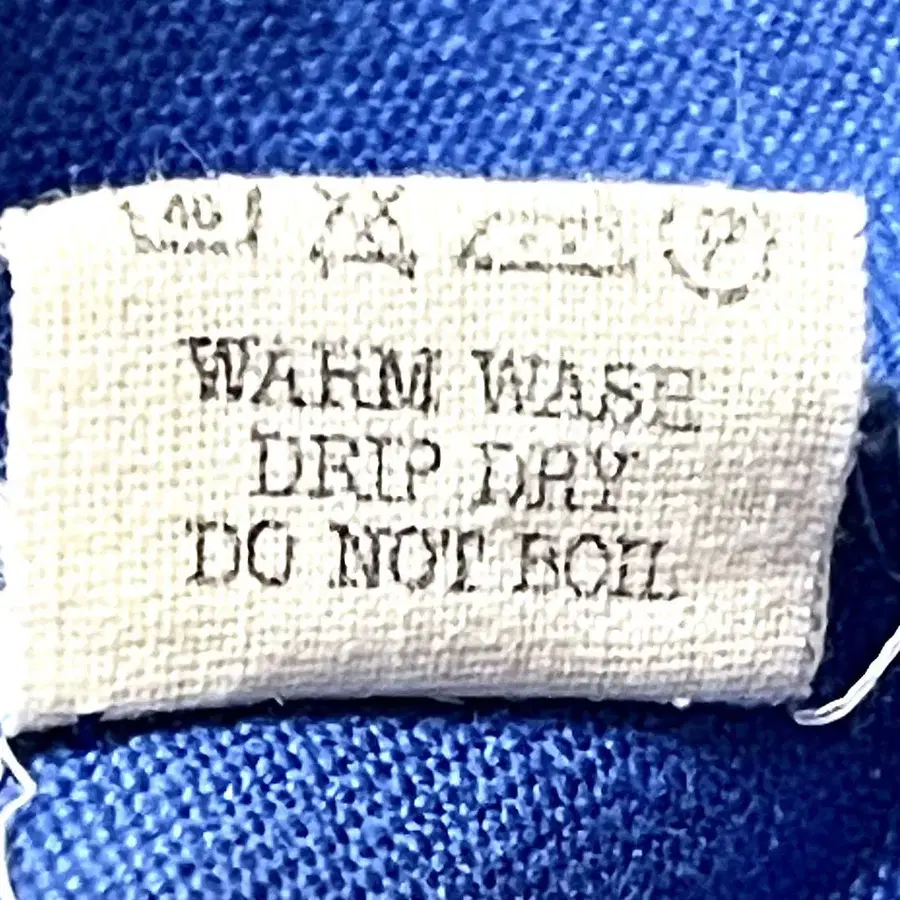 40
WARM WASH
DRIP DRY
DO NOT BOIL